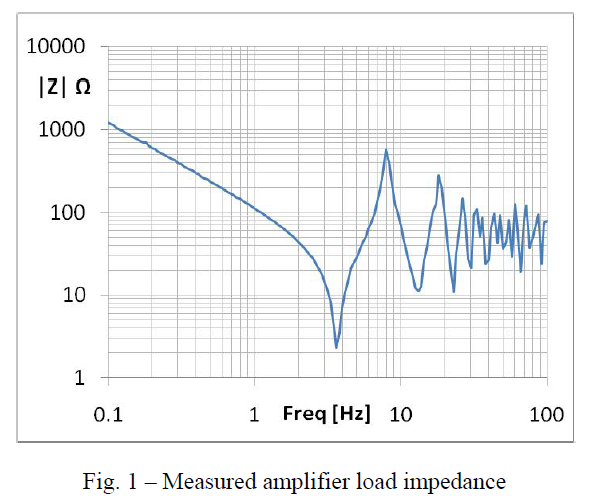 10000
|Z| Ω
1000
100
10
1
0.1 1 Freq [Hz] 10 100
Fig. 1 – Measured amplifier load impedance